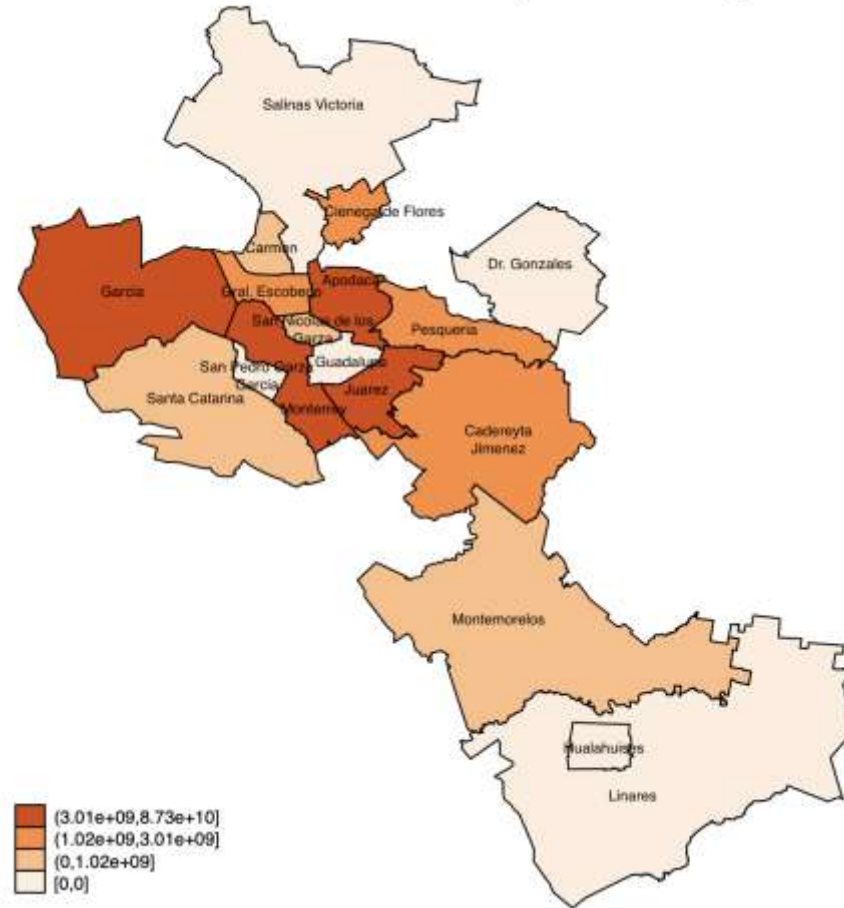 Salinas Victoria
Cienega de Flores
Carmen
Dr. Gonzales
Garcia
Apodaca
Gral. Escobedo
San Nicolas de los
Garza
Pesqueria
San Pedro Garza
Garcia
Guadalupe
Santa Catarina
Juarez
Monterrey
Cadereyta
Jimenez
Montemorelos
Hualahuises
Linares
(3.01e+09,8.73e+10]
(1.02e+09,3.01e+09]
(0,1.02e+09]
[0,0]